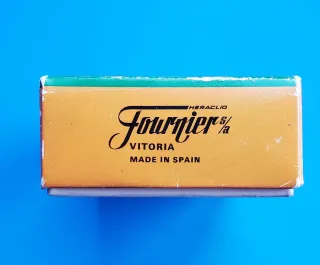 HERACLIO
Fournier s/a
VITORIA
MADE IN SPAIN